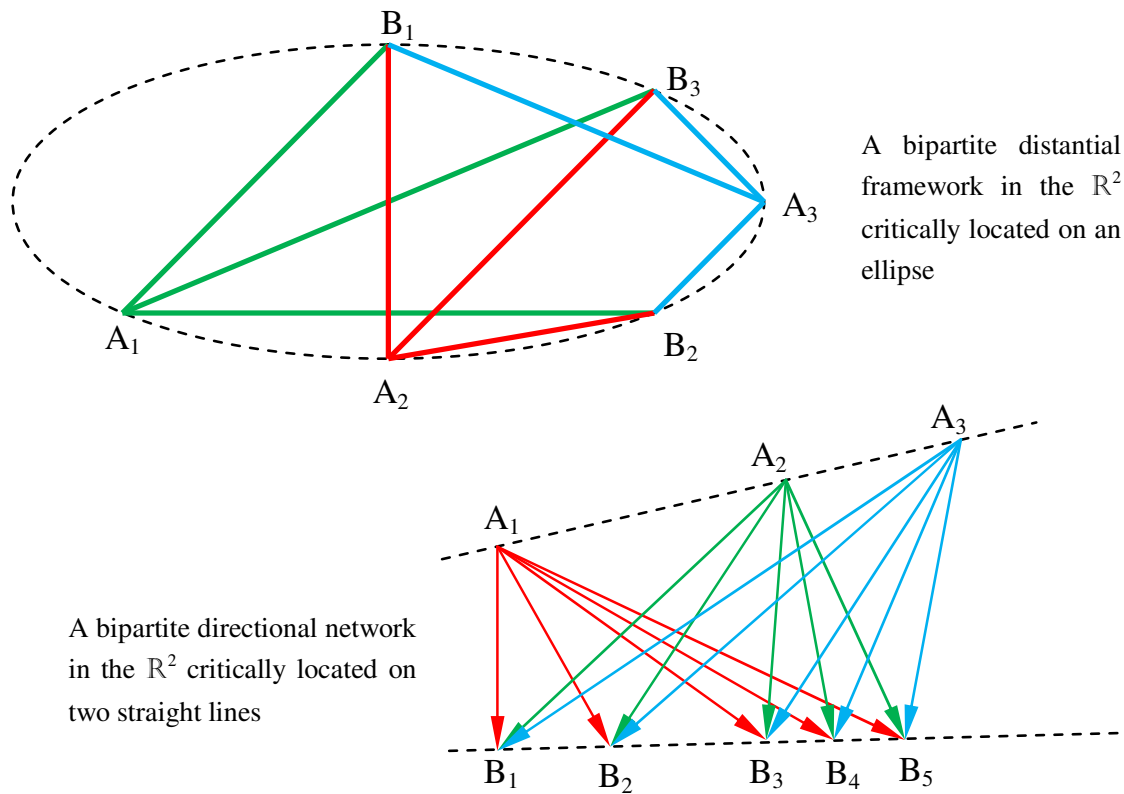 B1
B3
A bipartite distantial
framework in the ℝ²
critically located on an
ellipse
A3
A1
B2
A2
A3
A2
A1
A bipartite directional network
in the ℝ² critically located on
two straight lines
B1
B2
B3
B4
B5